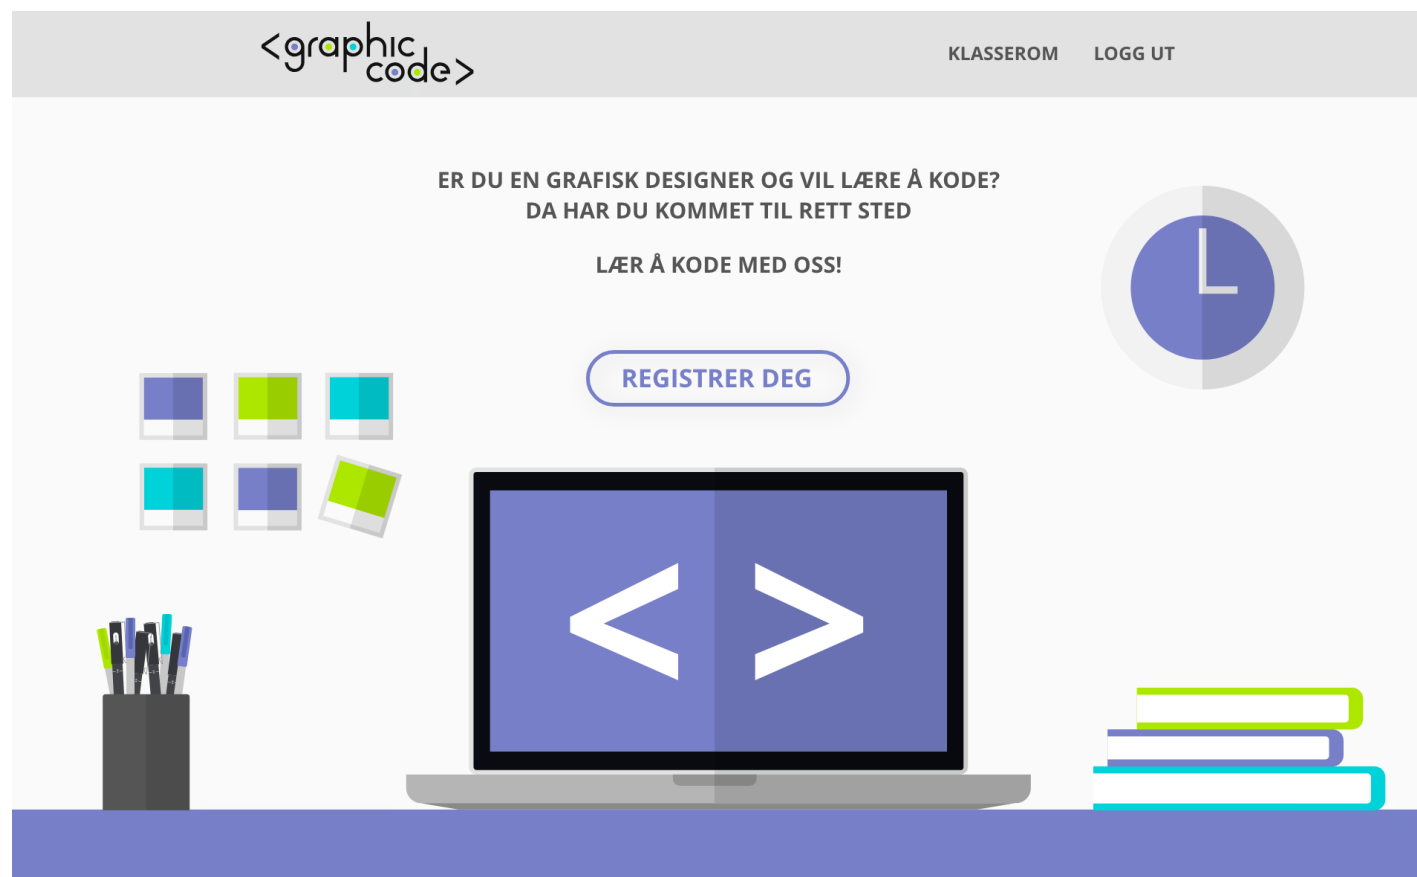 <graphic
code>
KLASSEROM
LOGG UT
ER DU EN GRAFISK DESIGNER OG VIL LÆRE Å KODE?
DA HAR DU KOMMET TIL RETT STED
LÆR Å KODE MED OSS!
REGISTRER DEG
< >